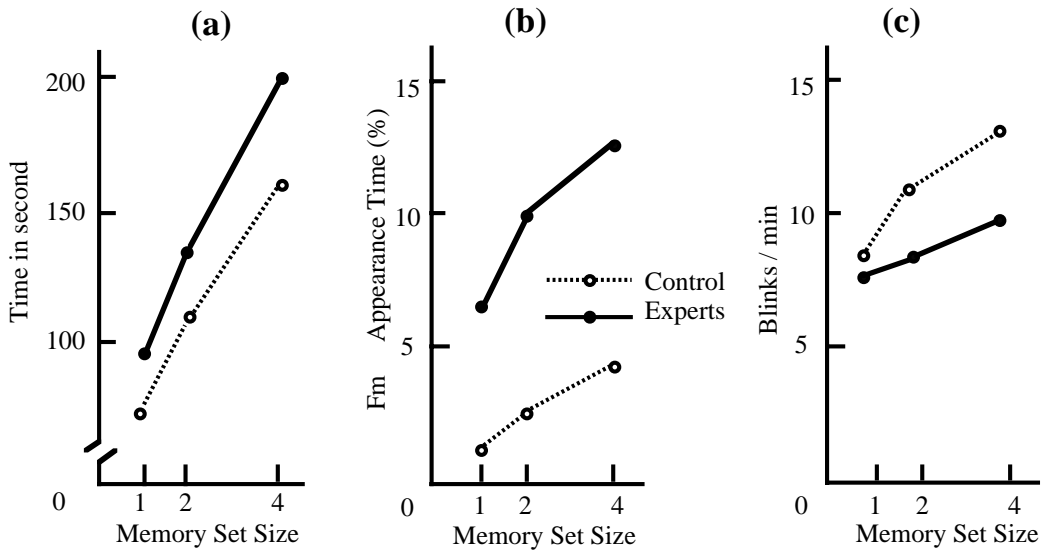 (a)
Time in second
200
150
100
0
1 2 4
Memory Set Size
(b)
Fm Appearance Time (%)
15
10
5
0
1 2 4
Memory Set Size
Control
Experts
(c)
Blinks / min
15
10
5
0
1 2 4
Memory Set Size